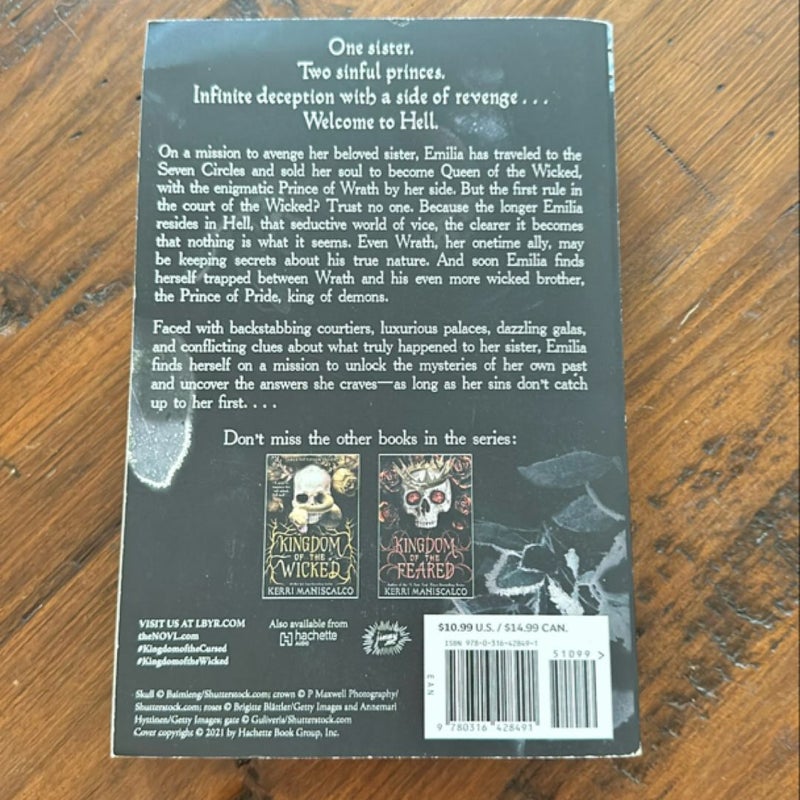 One sister.
Two sinful princes.
Infinite deception with a side of revenge . . .
Welcome to Hell.
On a mission to avenge her beloved sister, Emilia has traveled to the
Seven Circles and sold her soul to become Queen of the Wicked,
with the enigmatic Prince of Wrath by her side. But the first rule in
the court of the Wicked? Trust no one. Because the longer Emilia
resides in Hell, that seductive world of vice, the clearer it becomes
that nothing is what it seems. Even Wrath, her onetime ally, may
be keeping secrets about his true nature. And soon Emilia finds
herself trapped between Wrath and his even more wicked brother,
the Prince of Pride, king of demons.
Faced with backstabbing courtiers, luxurious palaces, dazzling galas,
and conflicting clues about what truly happened to her sister, Emilia
finds herself on a mission to unlock the mysteries of her own past
and uncover the answers she craves—as long as her sins don't catch
up to her first. . . .
Don't miss the other books in the series:
KINGDOM
OF THE
WICKED
KERRI MANISCALCO
KINGDOM
OF THE
FEARED
KERRI MANISCALCO
VISIT US AT LBYR.COM
theNOVL.com
#KingdomoftheCursed
#KingdomoftheWicked
Also available from
hachette
AUDIO
$10.99 U.S. / $14.99 CAN.
ISBN 978-0-316-42849-1
51099 >
EAN
9 780316 428491
Skull © Baimieng/Shutterstock.com; crown © P Maxwell Photography/
Shutterstock.com; roses © Brigitte Blättler/Getty Images and Annemari
Hyttinen/Getty Images; gate © Guliveris/Shutterstock.com
Cover copyright © 2021 by Hachette Book Group, Inc.